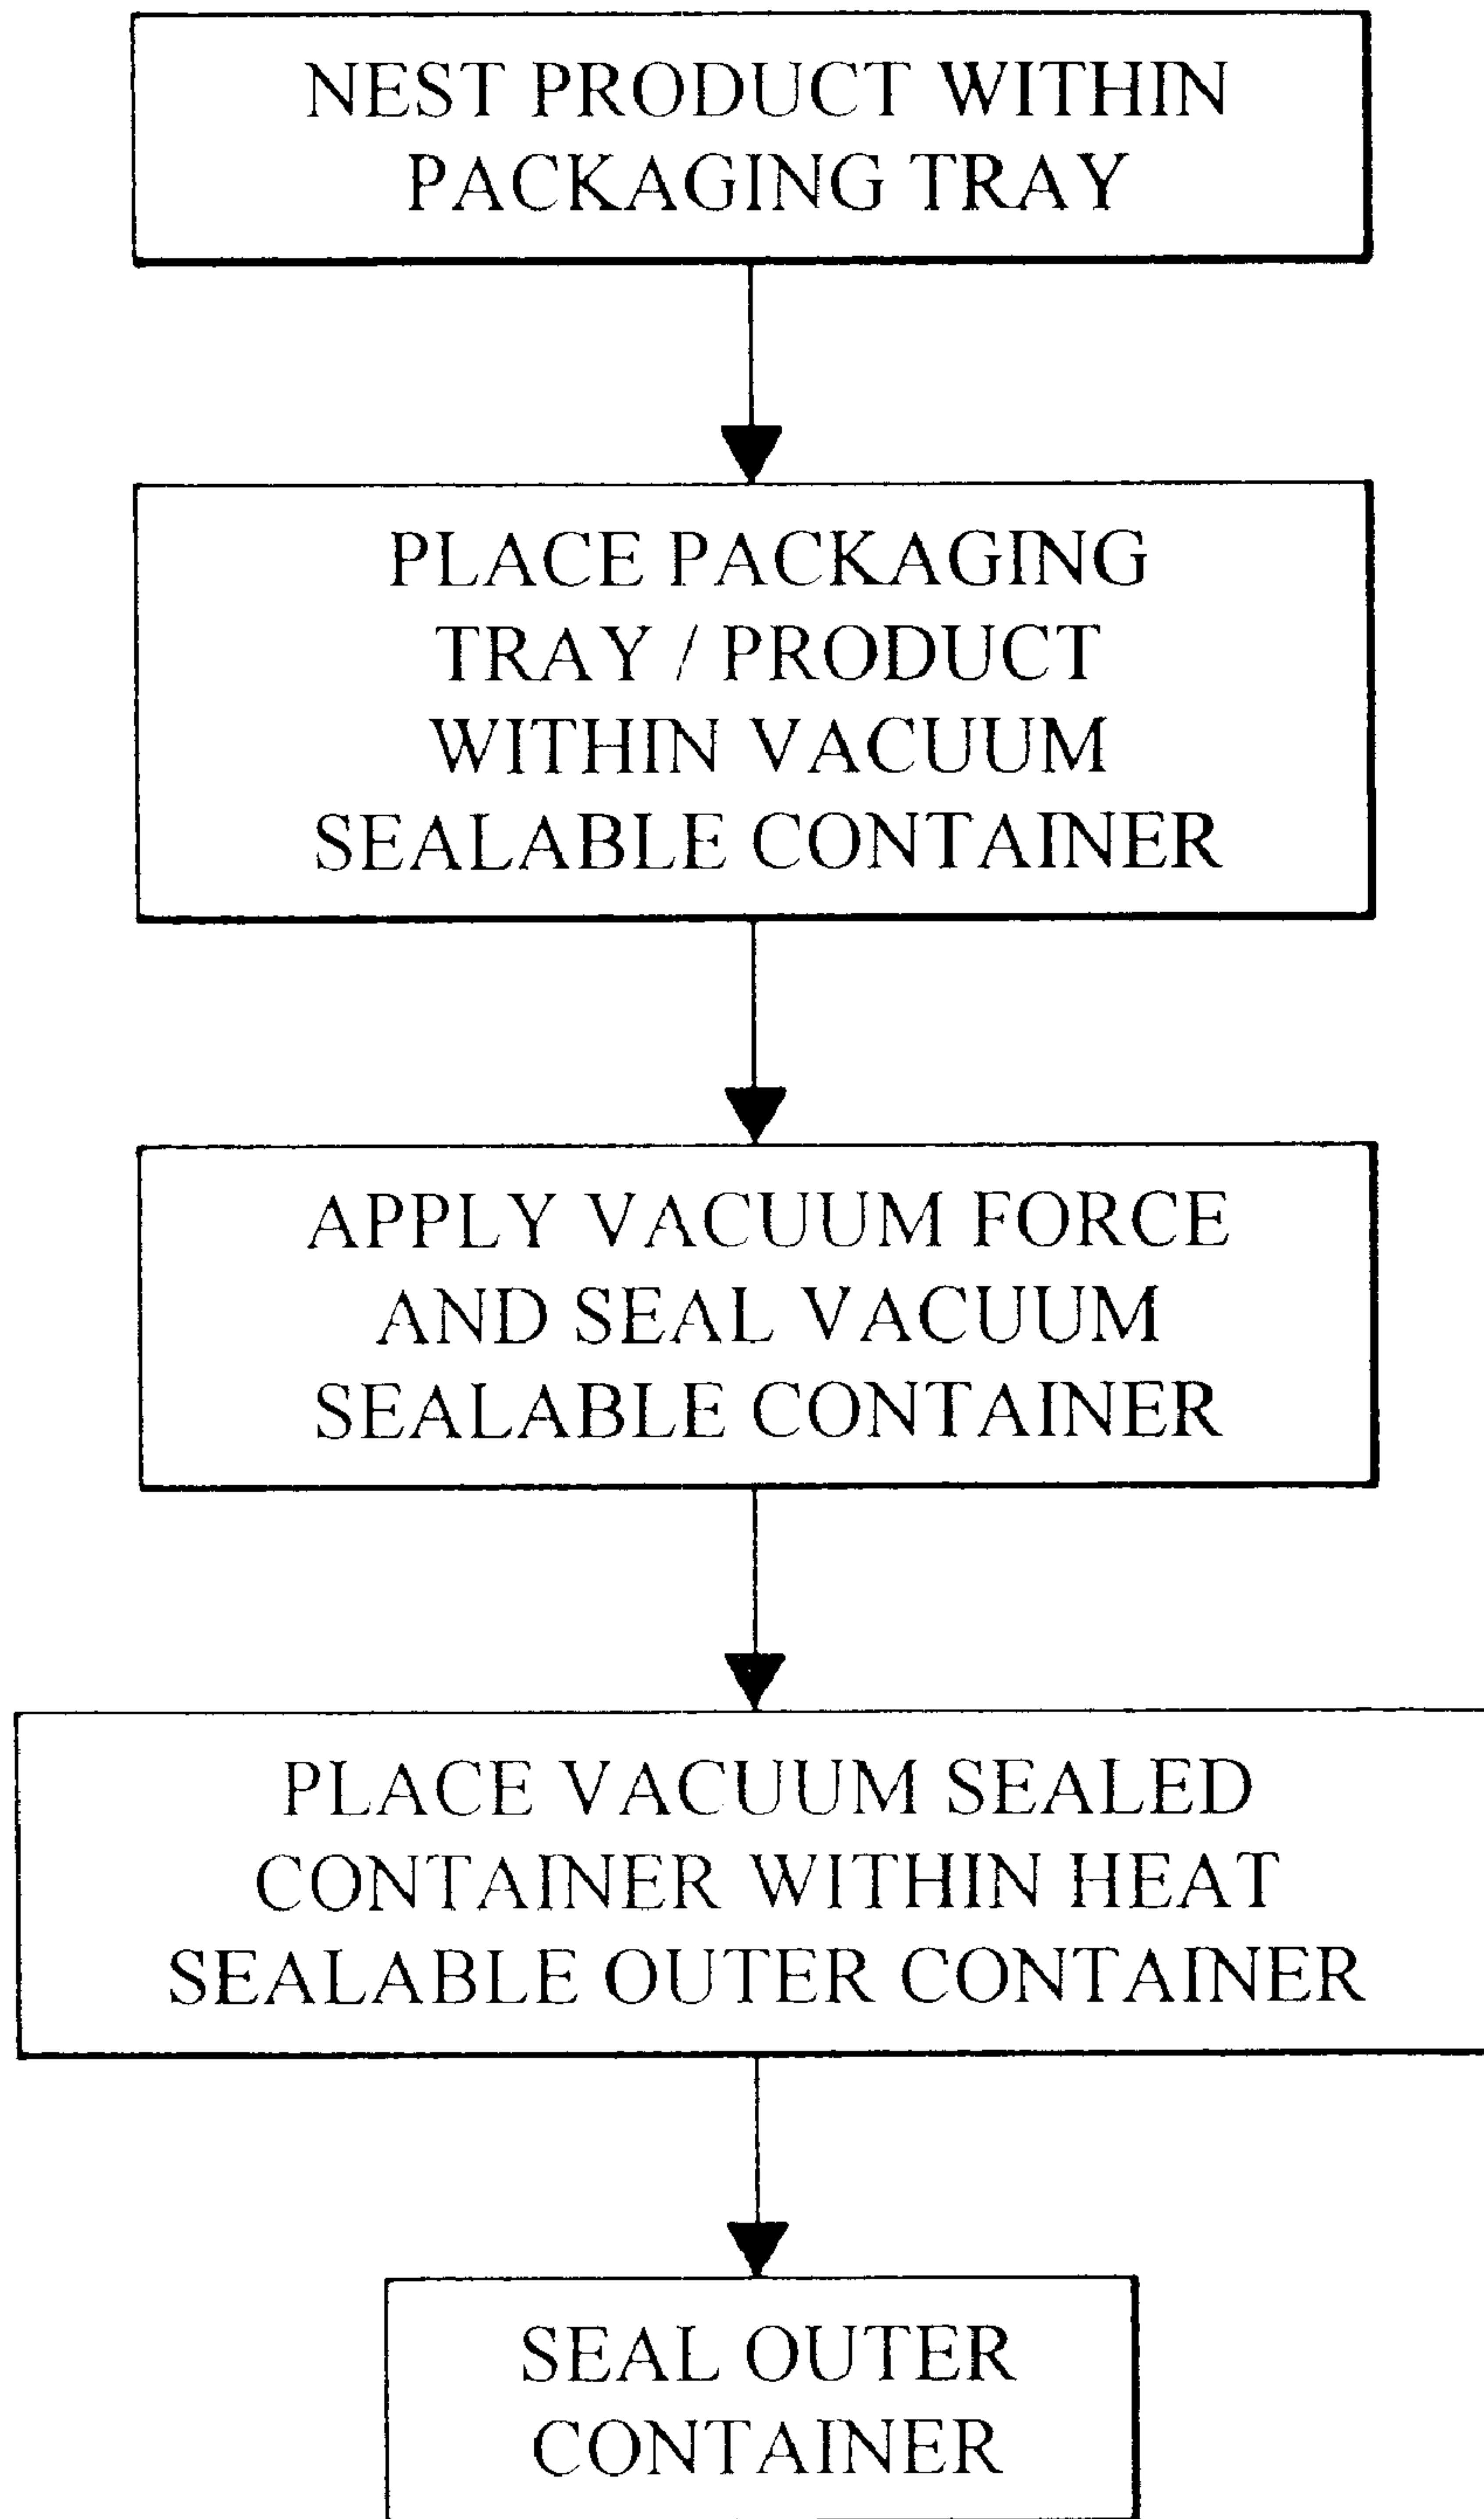 NEST PRODUCT WITHIN
PACKAGING TRAY
PLACE PACKAGING
TRAY / PRODUCT
WITHIN VACUUM
SEALABLE CONTAINER
APPLY VACUUM FORCE
AND SEAL VACUUM
SEALABLE CONTAINER
PLACE VACUUM SEALED
CONTAINER WITHIN HEAT
SEALABLE OUTER CONTAINER
SEAL OUTER
CONTAINER